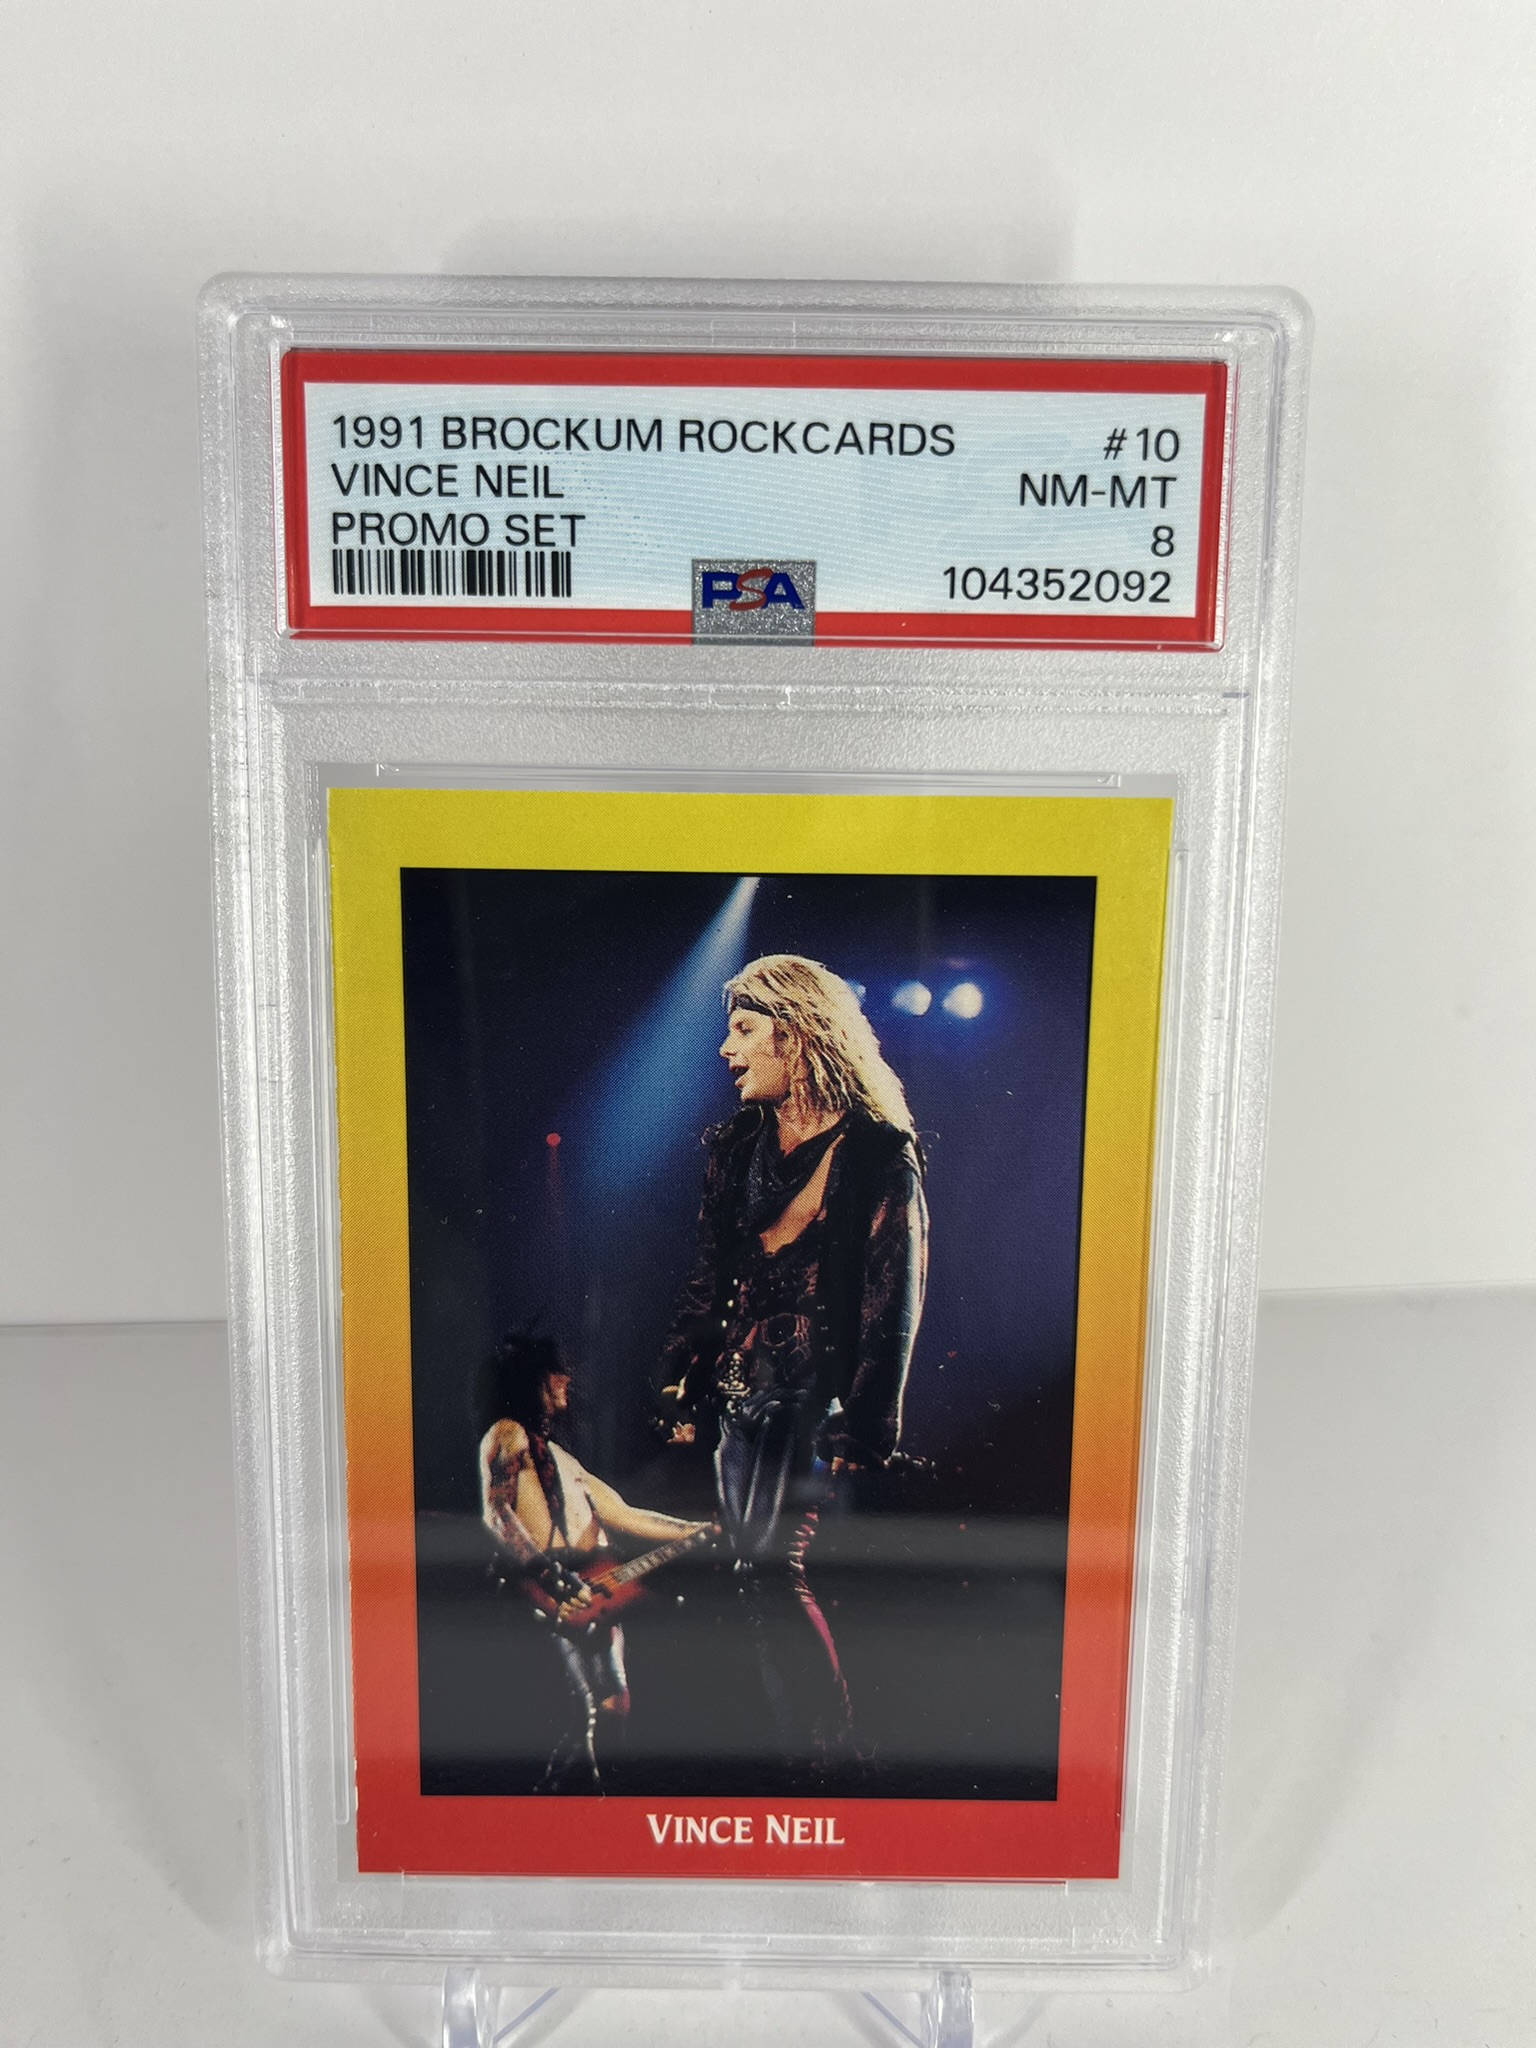 1991 BROCKUM ROCKCARDS #10
VINCE NEIL NM-MT
PROMO SET 8
PSA 104352092
VINCE NEIL